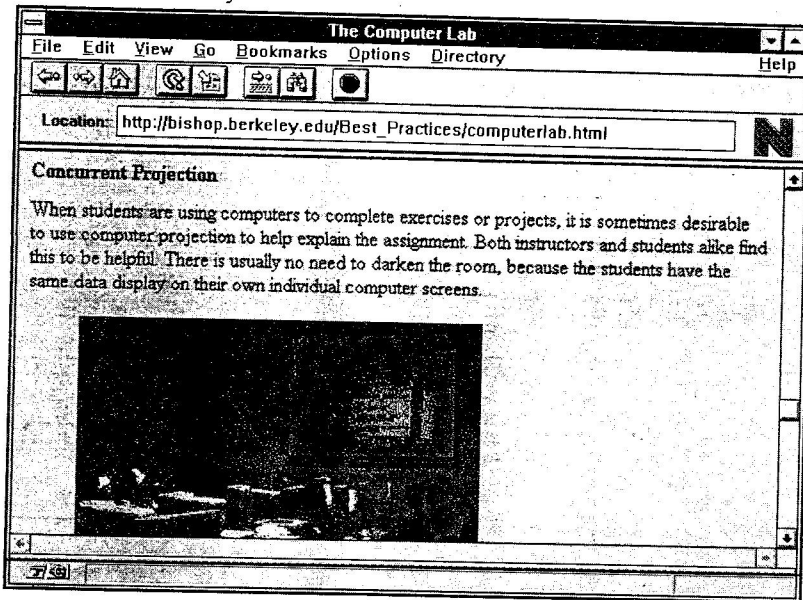 The Computer Lab
File Edit View Go Bookmarks Options Directory Help
Location: http://bishop.berkeley.edu/Best_Practices/computerlab.html
N
Concurrent Projection
When students are using computers to complete exercises or projects, it is sometimes desirable
to use computer projection to help explain the assignment. Both instructors and students alike find
this to be helpful. There is usually no need to darken the room, because the students have the
same data display on their own individual computer screens.